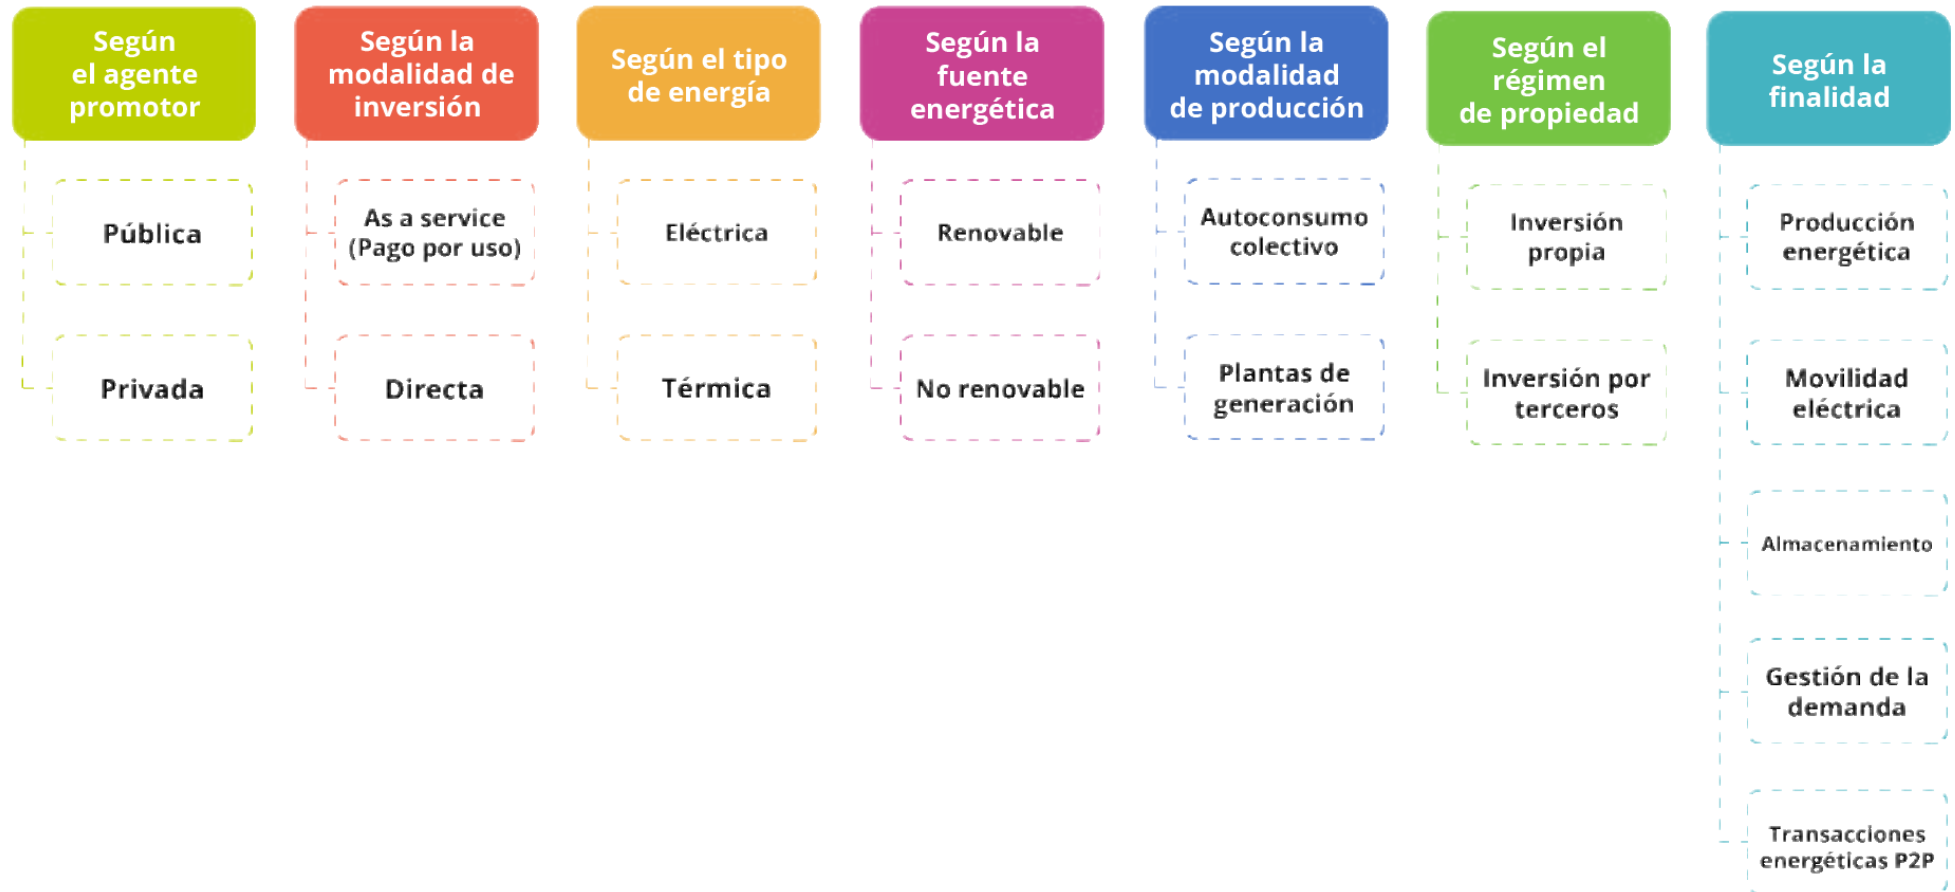 Según
el agente
promotor
Pública
Privada
Según la
modalidad de
inversión
As a service
(Pago por uso)
Directa
Según el tipo
de energía
Eléctrica
Térmica
Según la
fuente
energética
Renovable
No renovable
Según la
modalidad
de producción
Autoconsumo
colectivo
Plantas de
generación
Según el
régimen
de propiedad
Inversión
propia
Inversión por
terceros
Según la
finalidad
Producción
energética
Movilidad
eléctrica
Almacenamiento
Gestión de la
demanda
Transacciones
energéticas P2P